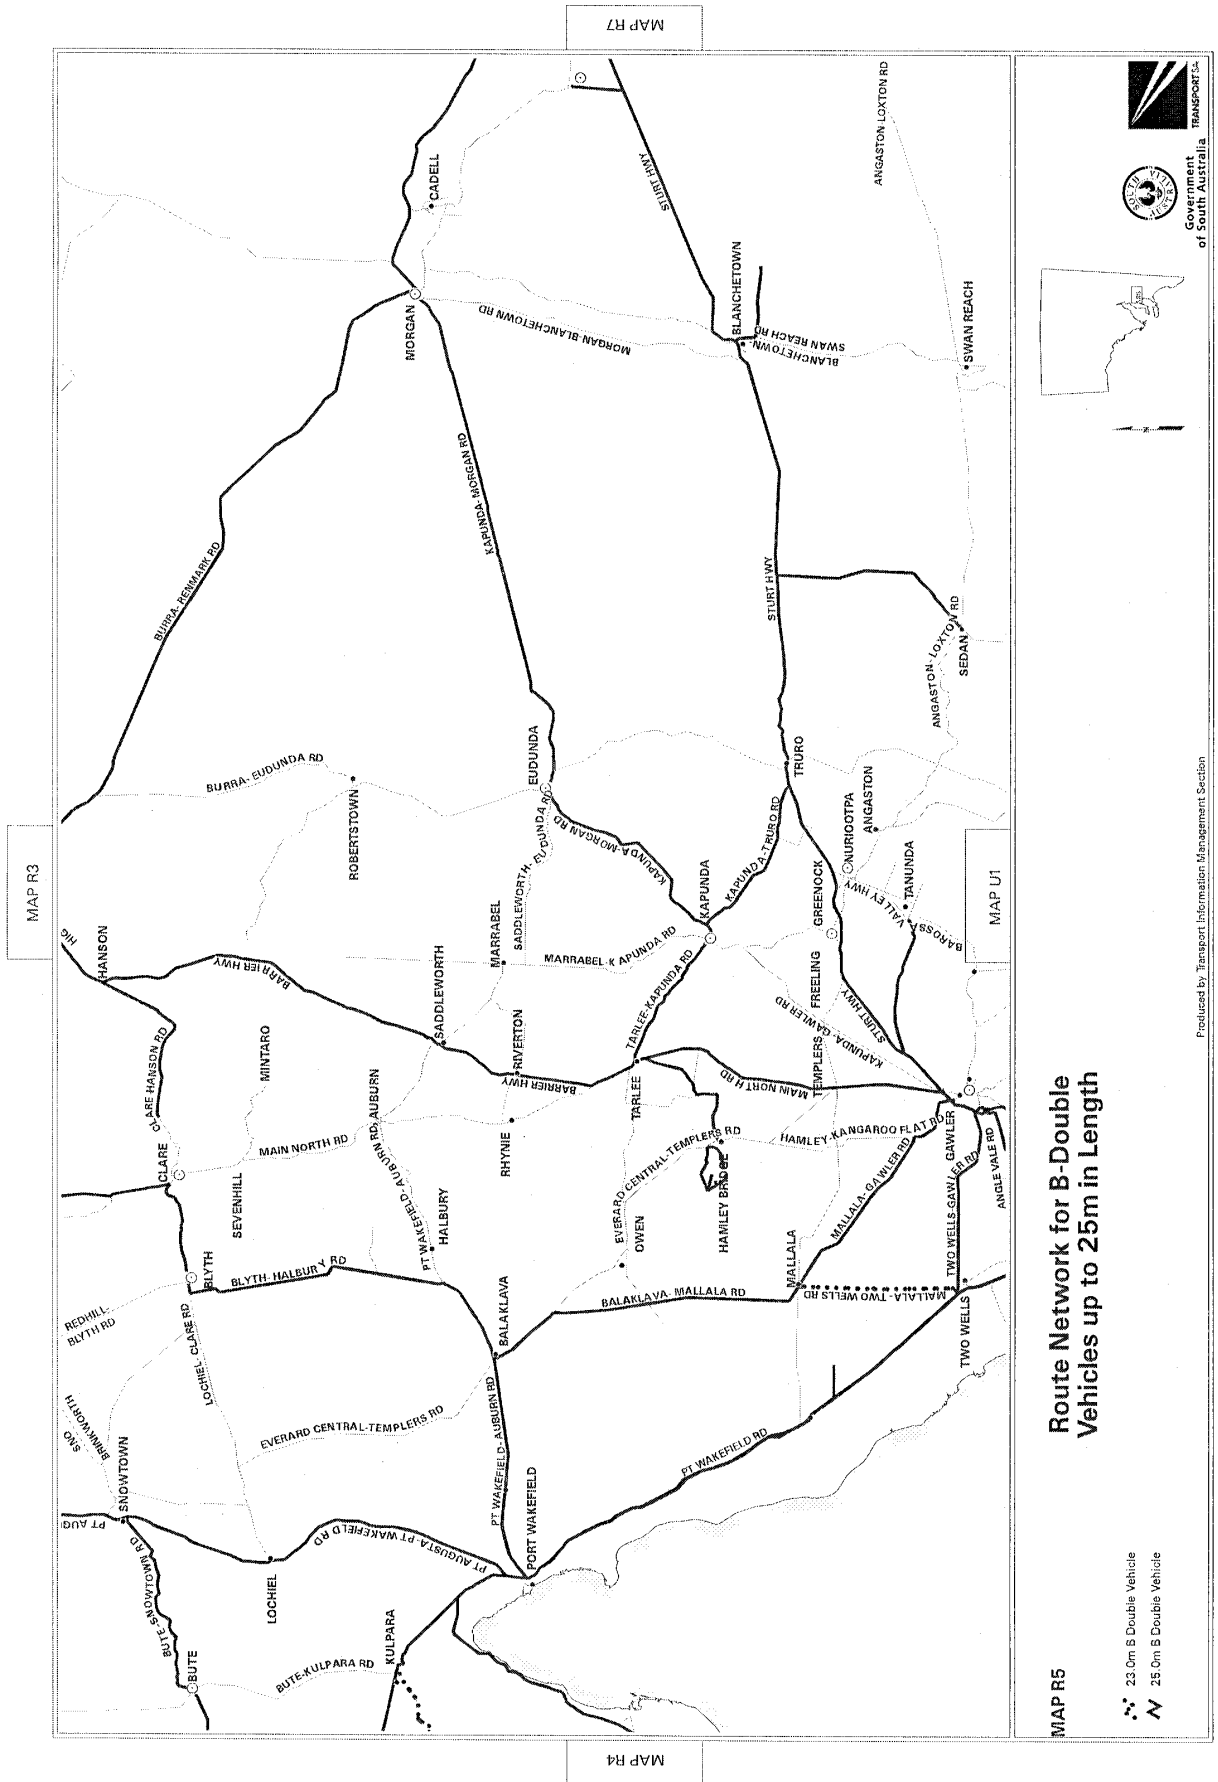 MAP R7
MAP R3
MAP R4
MAP U1
HIG
HANSON
CLARE HANSON RD
BARRIER HWY
BURRA-RENMARK RD
BURRA-EUDUNDA RD
ROBERTSTOWN
MORGAN
CADELL
MORGAN-BLANCHETOWN RD
KAPUNDA-MORGAN RD
STURT HWY
ANGASTON-LOXTON RD
BLANCHETOWN
BLANCHETOWN-
SWAN REACH RD
SWAN REACH
STURT HWY
ANGASTON-LOXTON RD
SEDAN
TRURO
EUDUNDA
SADDLEWORTH-EUDUNDA RD
KAPUNDA-MORGAN RD
KAPUNDA-TRURO RD
KAPUNDA
MARRABEL
MARRABEL-KAPUNDA RD
SADDLEWORTH
MINTARO
MAIN NORTH RD
CLARE
SEVENHILL
AUBURN
PT WAKEFIELD-AUBURN RD
HALBURY
RHYNIE
RIVERTON
BARRIER HWY
TARLEE
TARLEE-KAPUNDA RD
MAIN NORTH RD
TEMPLERS
FREELING
KAPUNDA-GAWLER RD
STURT HWY
GREENOCK
NURIOOTPA
ANGASTON
TANUNDA
BAROSSA VALLEY HWY
EVERARD CENTRAL-TEMPLERS RD
OWEN
HAMLEY BRIDGE
HAMLEY-KANGAROO FLAT RD
MALLALA-GAWLER RD
GAWLER
TWO WELLS-GAWLER RD
ANGLE VALE RD
MALLALA
MALLALA-TWO WELLS RD
TWO WELLS
BALAKLAVA-MALLALA RD
BALAKLAVA
BLYTH
BLYTH-HALBURY RD
REDHILL
BLYTH RD
LOCHIEL-CLARE RD
EVERARD CENTRAL-TEMPLERS RD
PT WAKEFIELD-AUBURN RD
PT WAKEFIELD RD
PORT WAKEFIELD
PT AUGUSTA-PT WAKEFIELD RD
SNO
BRINKWORTH
SNOWTOWN
PT AUG
BUTE-SNOWTOWN RD
LOCHIEL
BUTE
BUTE-KULPARA RD
KULPARA
MAP R5
Route Network for B-Double
Vehicles up to 25m in Length
23.0m B Double Vehicle
25.0m B Double Vehicle
N
SOUTH AUSTRALIA
Government
of South Australia
TRANSPORT SA
Produced by Transport Information Management Section